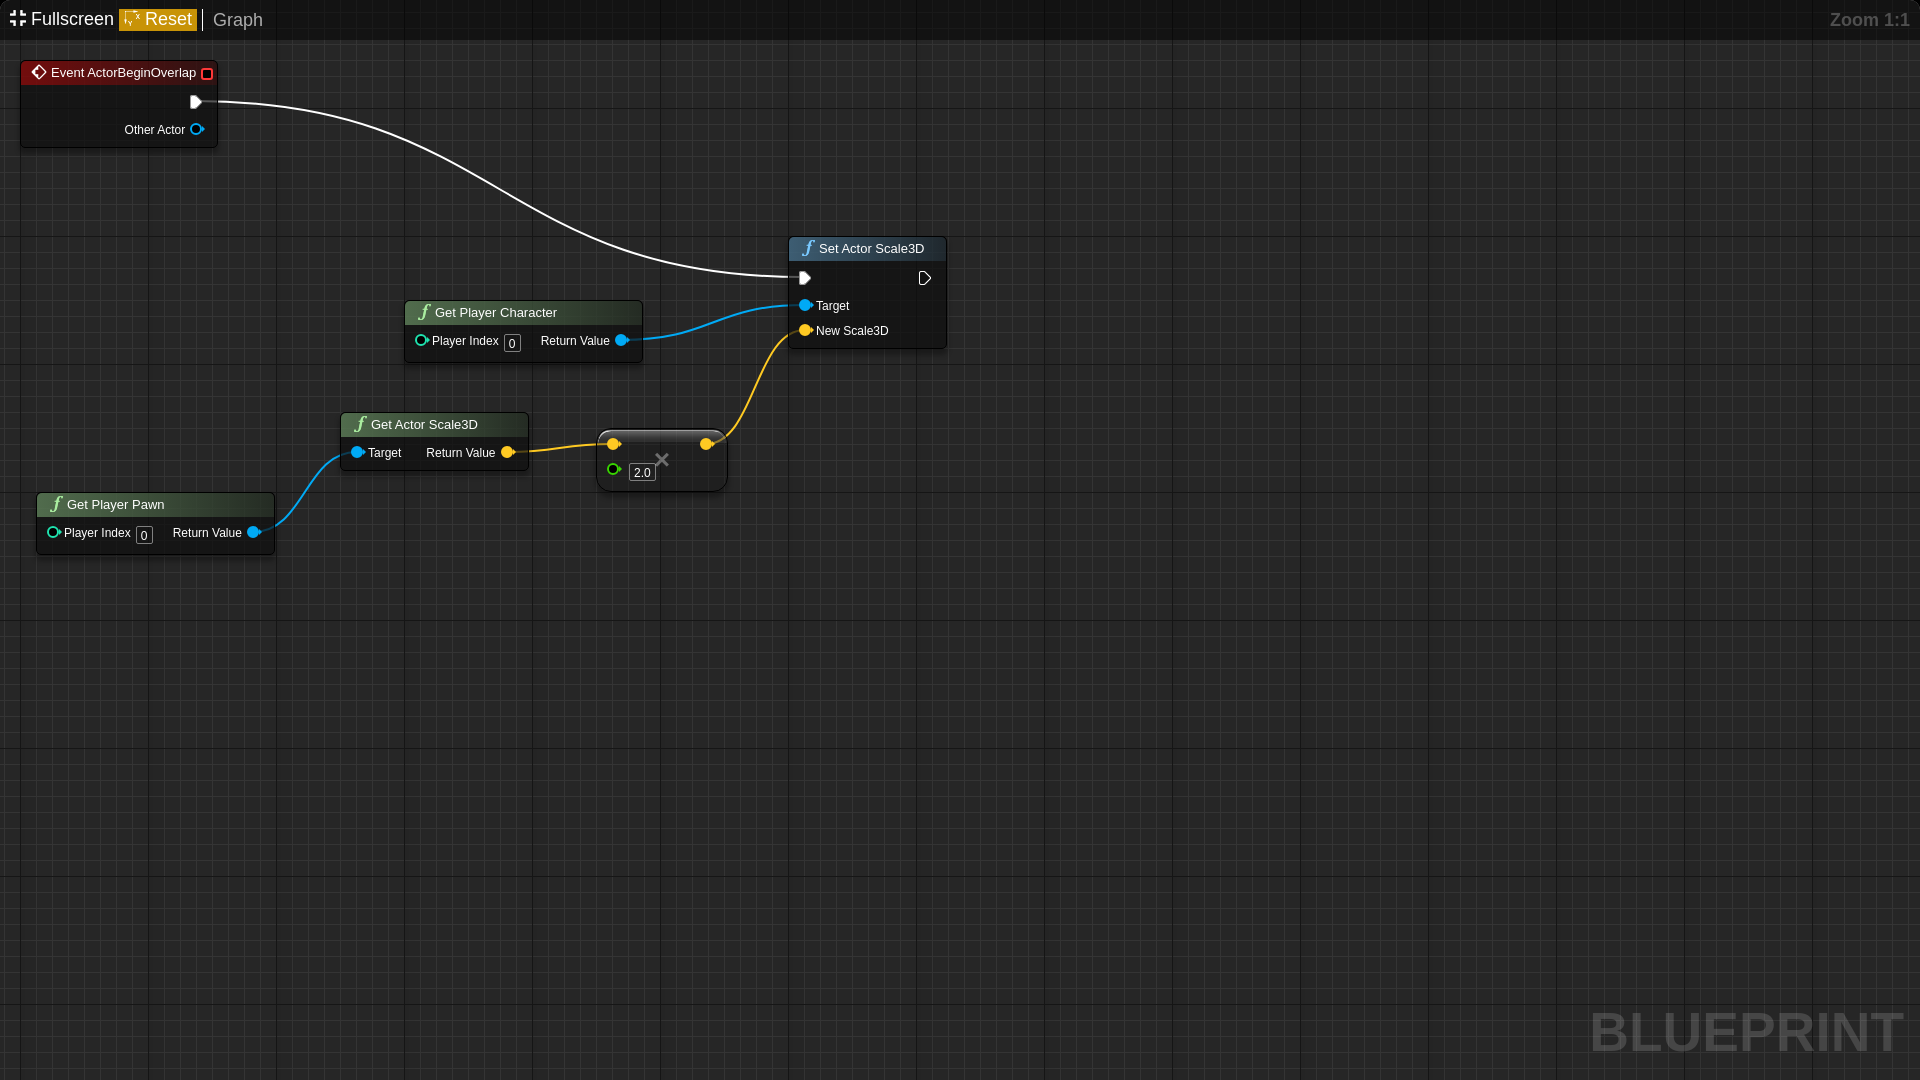 Fullscreen Reset Graph
Zoom 1:1
Event ActorBeginOverlap
Other Actor
Set Actor Scale3D
Target
New Scale3D
Get Player Character
Player Index 0 Return Value
Get Actor Scale3D
Target Return Value
2.0
Get Player Pawn
Player Index 0 Return Value
BLUEPRINT